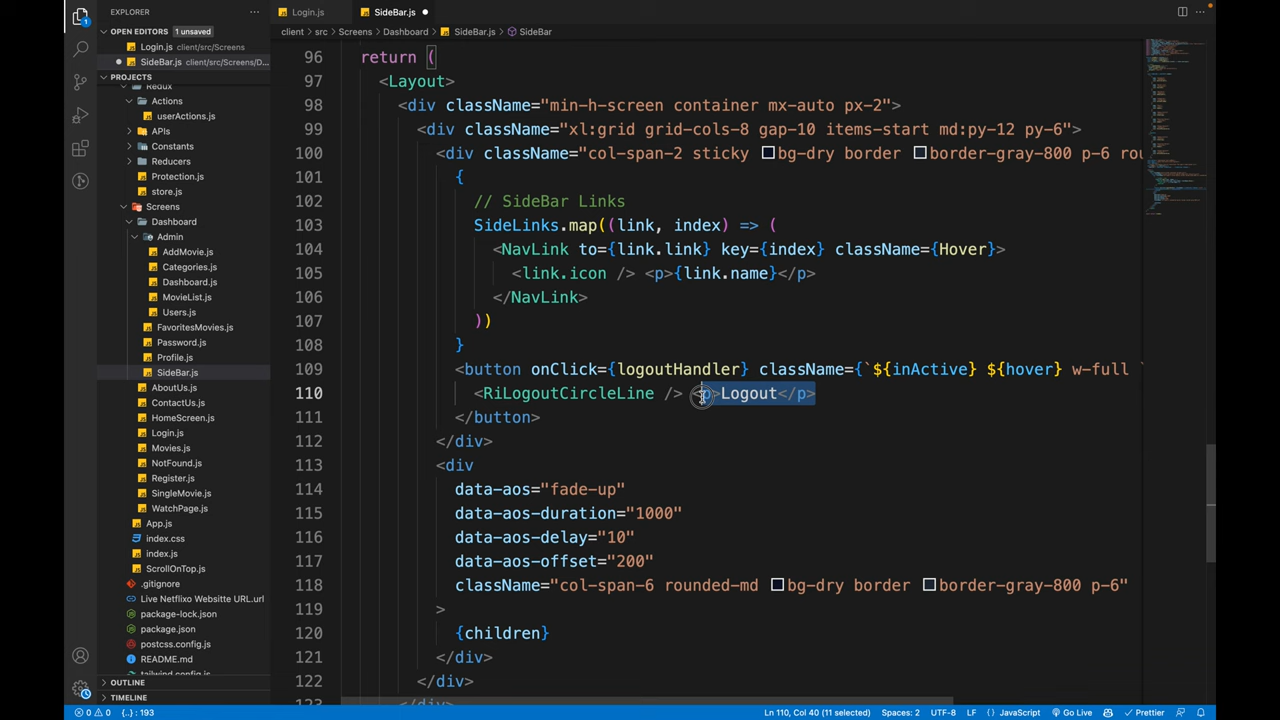 EXPLORER
OPEN EDITORS 1 unsaved
Login.js client/src/Screens
SideBar.js client/src/Screens/D...
PROJECTS
Redux
Actions
userActions.js
APIs
Constants
Reducers
Protection.js
store.js
Screens
Dashboard
Admin
AddMovie.js
Categories.js
Dashboard.js
MovieList.js
Users.js
FavoritesMovies.js
Password.js
Profile.js
SideBar.js
AboutUs.js
ContactUs.js
HomeScreen.js
Login.js
Movies.js
NotFound.js
Register.js
SingleMovie.js
WatchPage.js
App.js
index.css
index.js
ScrollOnTop.js
.gitignore
Live Netflixo Websitte URL.url
package-lock.json
package.json
postcss.config.js
README.md
tailwind.config.js
OUTLINE
TIMELINE
Login.js SideBar.js
client > src > Screens > Dashboard > SideBar.js > SideBar
96 return (
97 <Layout>
98 <div className="min-h-screen container mx-auto px-2">
99 <div className="xl:grid grid-cols-8 gap-10 items-start md:py-12 py-6">
100 <div className="col-span-2 sticky bg-dry border border-gray-800 p-6 rou
101 {
102 // SideBar Links
103 SideLinks.map((link, index) => (
104 <NavLink to={link.link} key={index} className={Hover}>
105 <link.icon /> <p>{link.name}</p>
106 </NavLink>
107 ))
108 }
109 <button onClick={logoutHandler} className={`${inActive} ${hover} w-full `
110 <RiLogoutCircleLine /> <p>Logout</p>
111 </button>
112 </div>
113 <div
114 data-aos="fade-up"
115 data-aos-duration="1000"
116 data-aos-delay="10"
117 data-aos-offset="200"
118 className="col-span-6 rounded-md bg-dry border border-gray-800 p-6"
119 >
120 {children}
121 </div>
122 </div>
123 </div>
0 0 {..} : 193 Ln 110, Col 40 (11 selected) Spaces: 2 UTF-8 LF {} JavaScript Go Live Prettier